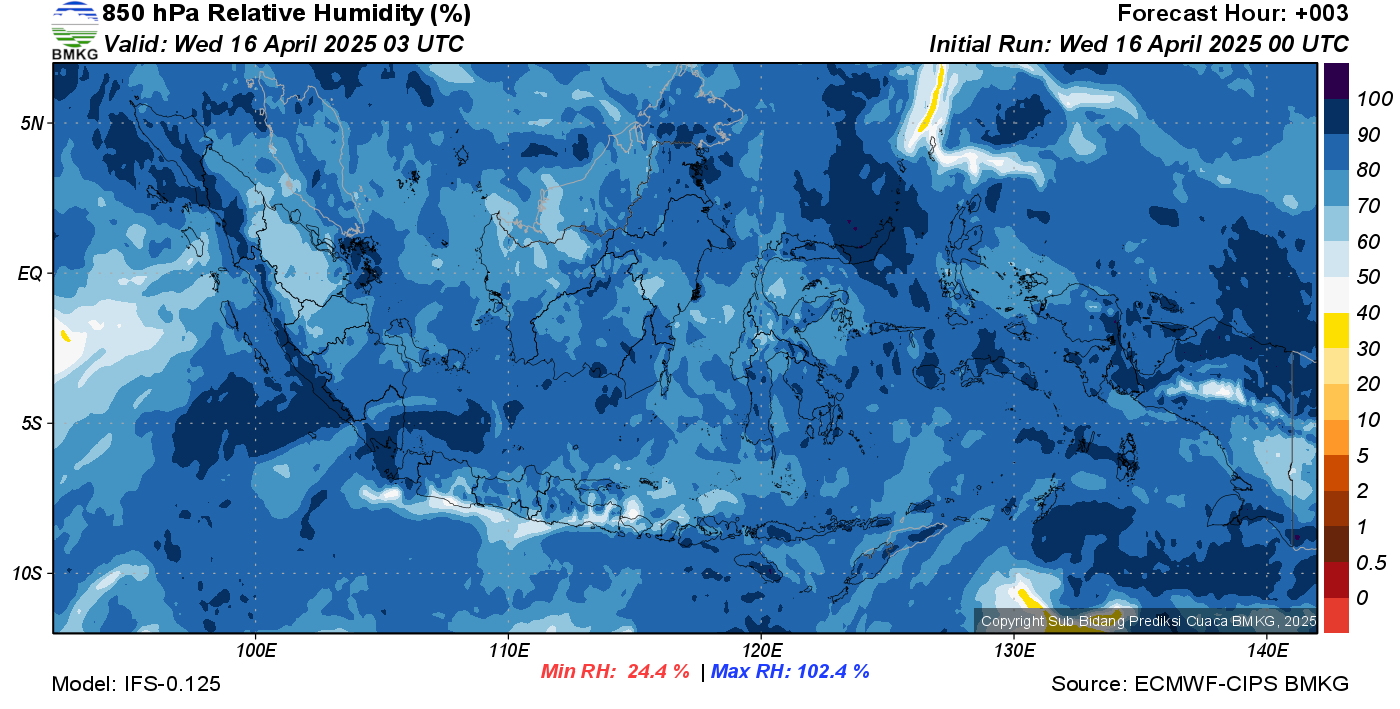 850 hPa Relative Humidity (%)
Forecast Hour: +003
BMKG
Valid: Wed 16 April 2025 03 UTC
Initial Run: Wed 16 April 2025 00 UTC
5N
EQ
5S
10S
100
90
80
70
60
50
40
30
20
10
5
2
1
0.5
0
Copyright Sub Bidang Prediksi Cuaca BMKG, 2025
100E
110E
120E
130E
140E
Min RH: 24.4 % | Max RH: 102.4 %
Model: IFS-0.125
Source: ECMWF-CIPS BMKG